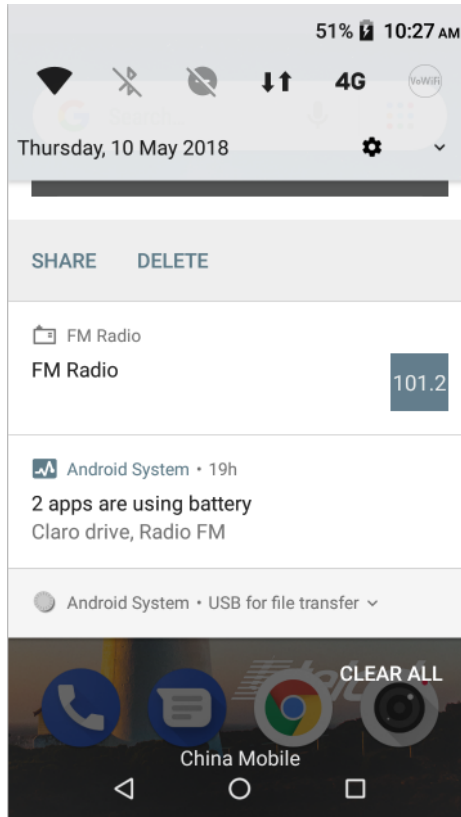 51% 10:27 AM
4G VoWiFi
Thursday, 10 May 2018
SHARE DELETE
FM Radio
FM Radio
101.2
Android System • 19h
2 apps are using battery
Claro drive, Radio FM
Android System • USB for file transfer
CLEAR ALL
China Mobile